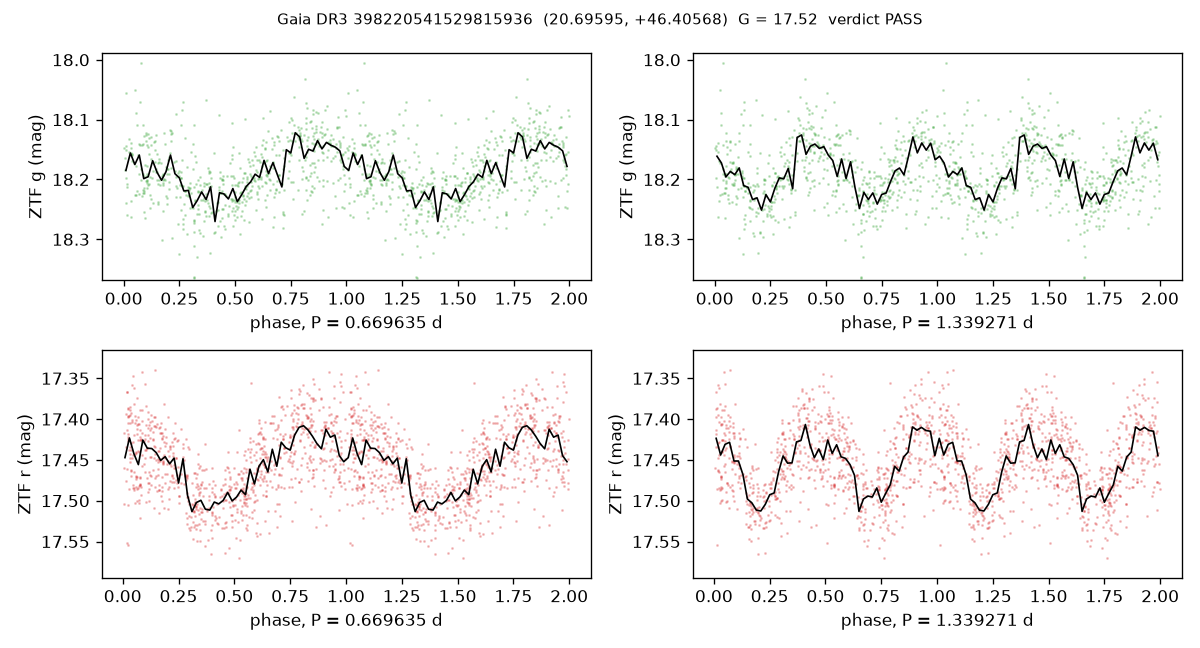 Gaia DR3 398220541529815936  (20.69595, +46.40568)  G = 17.52  verdict PASS
ZTF g (mag)
18.0
18.1
18.2
18.3
0.00 0.25 0.50 0.75 1.00 1.25 1.50 1.75 2.00
phase, P = 0.669635 d
ZTF g (mag)
18.0
18.1
18.2
18.3
0.00 0.25 0.50 0.75 1.00 1.25 1.50 1.75 2.00
phase, P = 1.339271 d
ZTF r (mag)
17.35
17.40
17.45
17.50
17.55
0.00 0.25 0.50 0.75 1.00 1.25 1.50 1.75 2.00
phase, P = 0.669635 d
ZTF r (mag)
17.35
17.40
17.45
17.50
17.55
0.00 0.25 0.50 0.75 1.00 1.25 1.50 1.75 2.00
phase, P = 1.339271 d